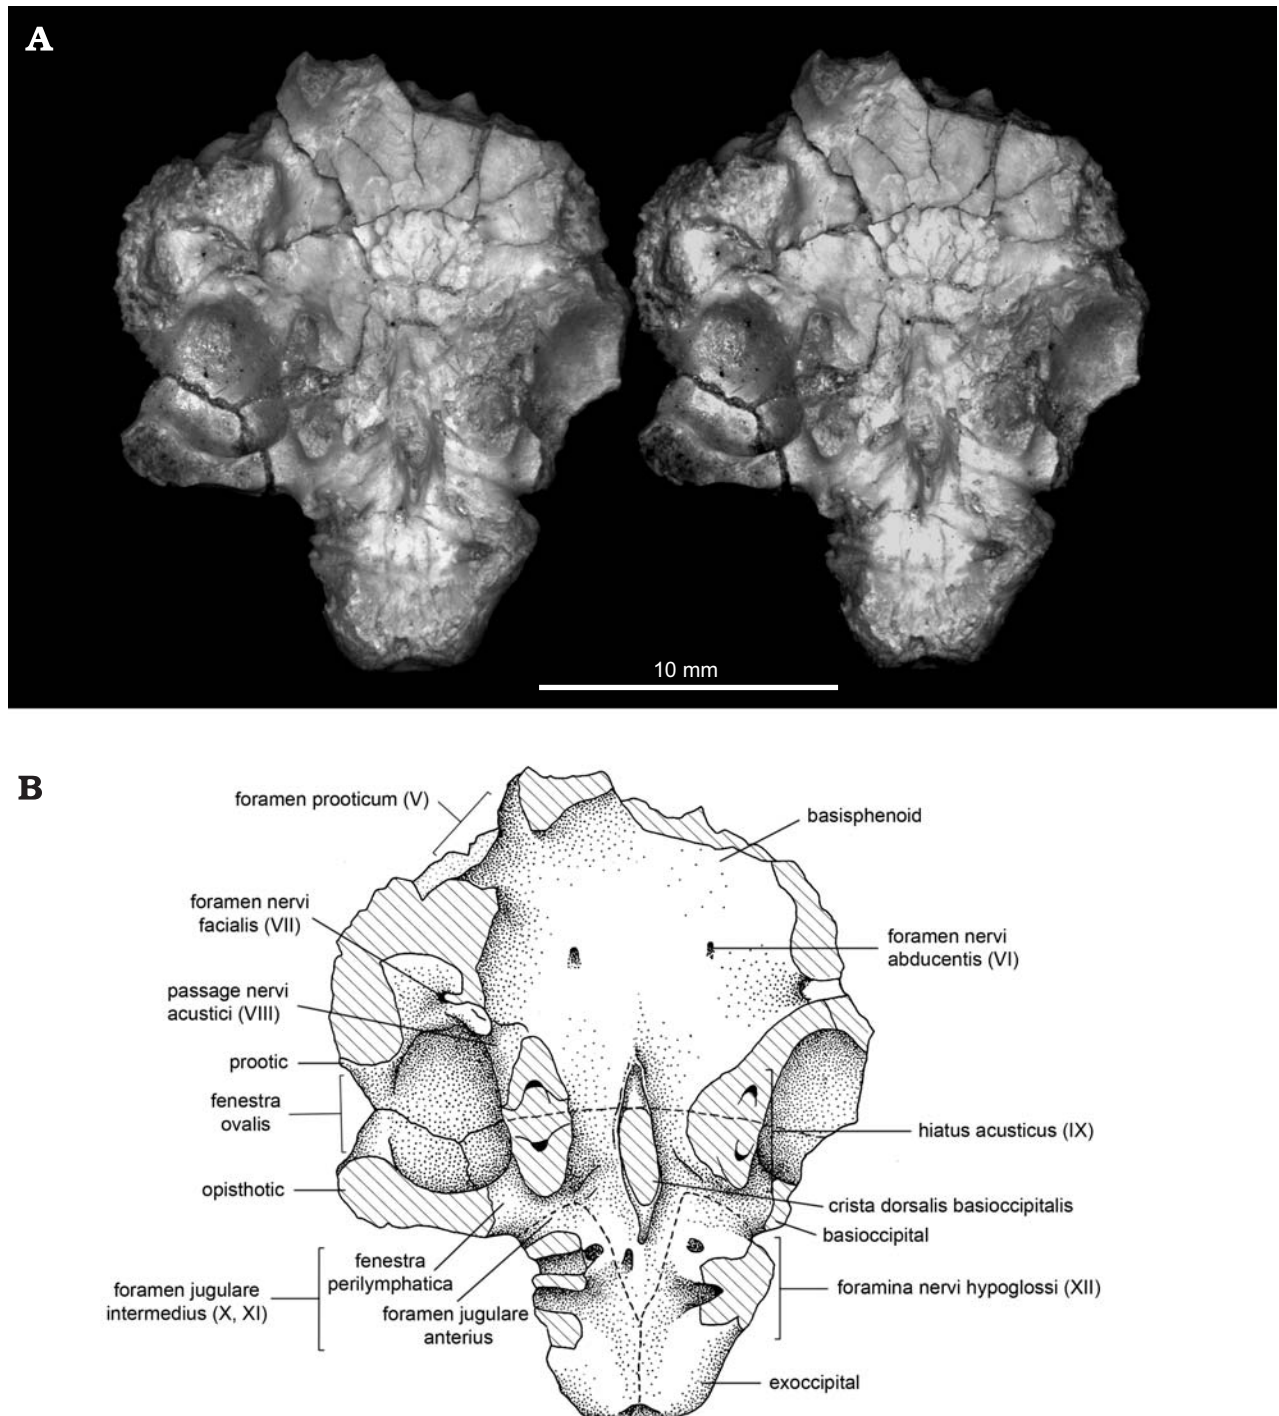 A
10 mm
B
foramen prooticum (V)
basisphenoid
foramen nervi
facialis (VII)
foramen nervi
abducentis (VI)
passage nervi
acustici (VIII)
prootic
fenestra
ovalis
hiatus acusticus (IX)
opisthotic
crista dorsalis basioccipitalis
basioccipital
fenestra
perilymphatica
foramen jugulare
intermedius (X, XI)
foramina nervi hypoglossi (XII)
foramen jugulare
anterius
exoccipital